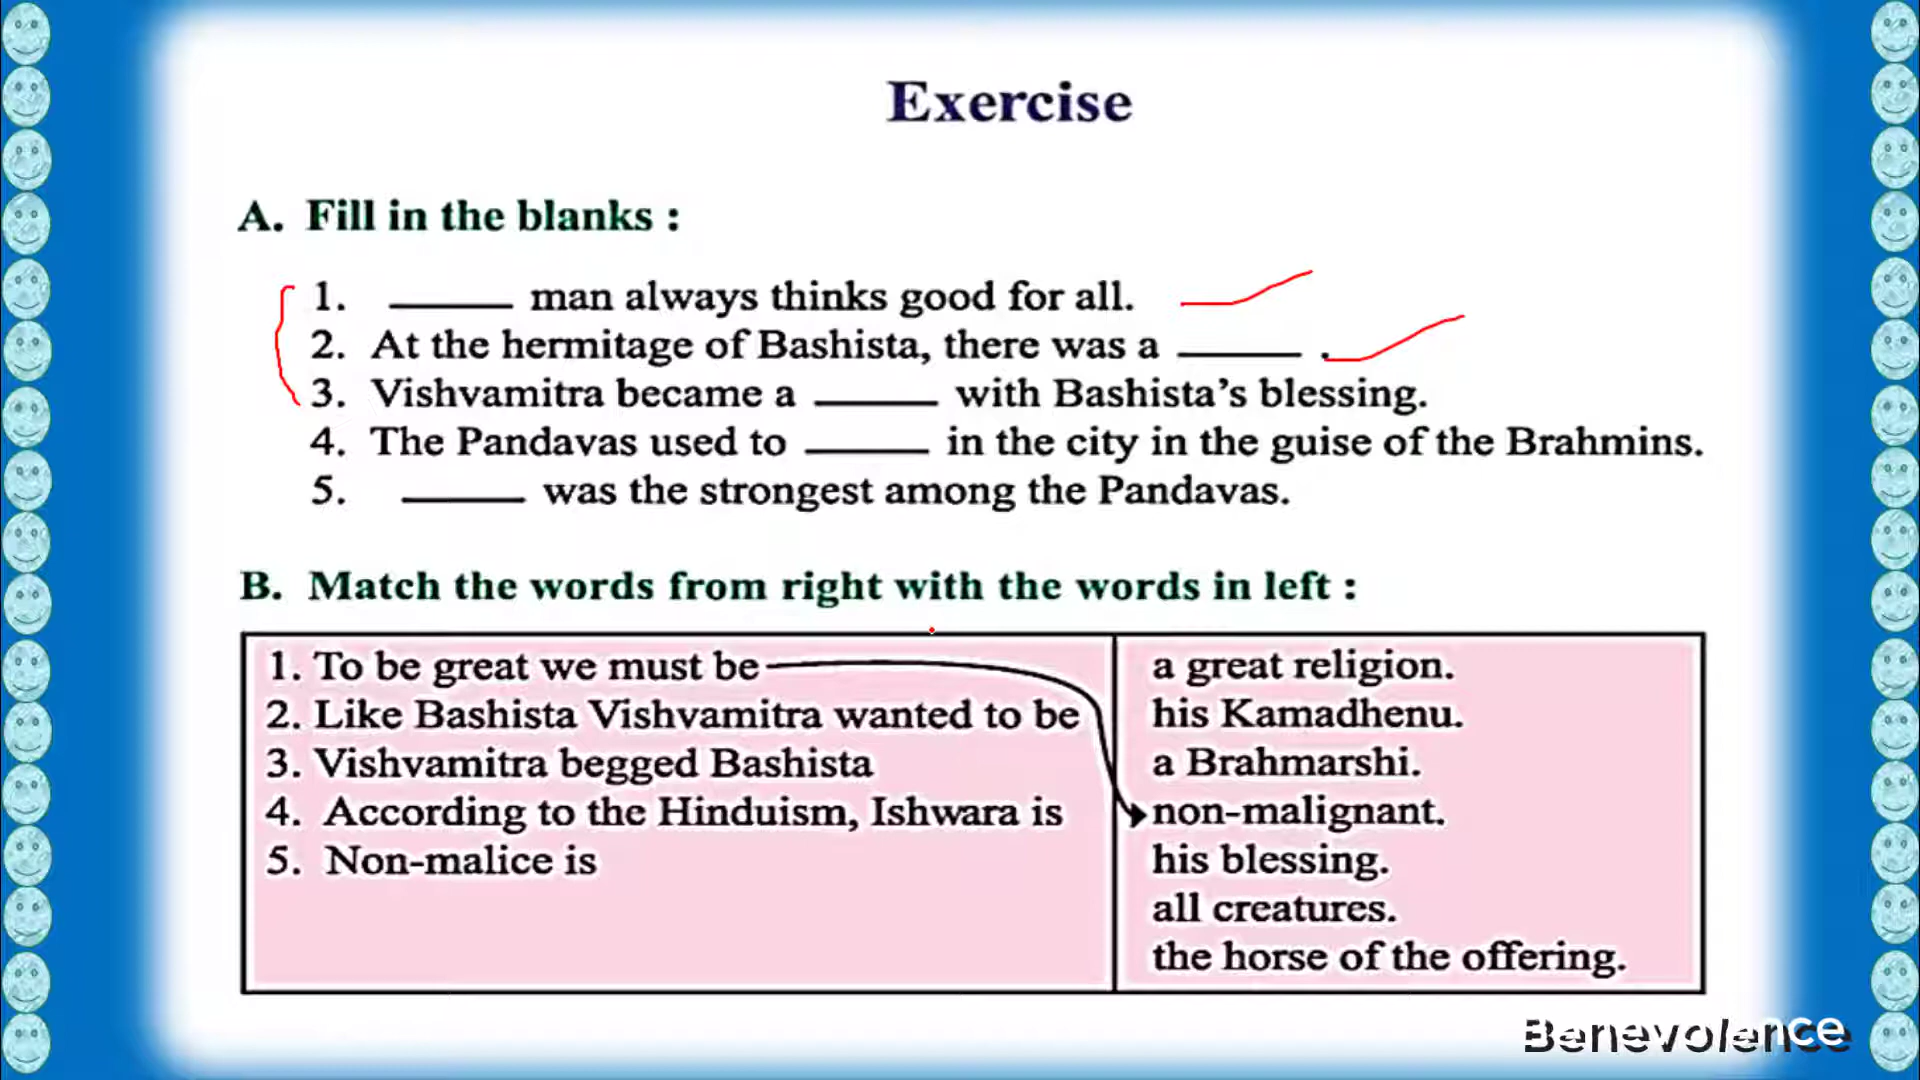 Exercise
A. Fill in the blanks :
1. ______ man always thinks good for all.
2. At the hermitage of Bashista, there was a ______ .
3. Vishvamitra became a ______ with Bashista’s blessing.
4. The Pandavas used to ______ in the city in the guise of the Brahmins.
5. ______ was the strongest among the Pandavas.
B. Match the words from right with the words in left :
1. To be great we must be
2. Like Bashista Vishvamitra wanted to be
3. Vishvamitra begged Bashista
4. According to the Hinduism, Ishwara is
5. Non-malice is
a great religion.
his Kamadhenu.
a Brahmarshi.
non-malignant.
his blessing.
all creatures.
the horse of the offering.
Benevolence